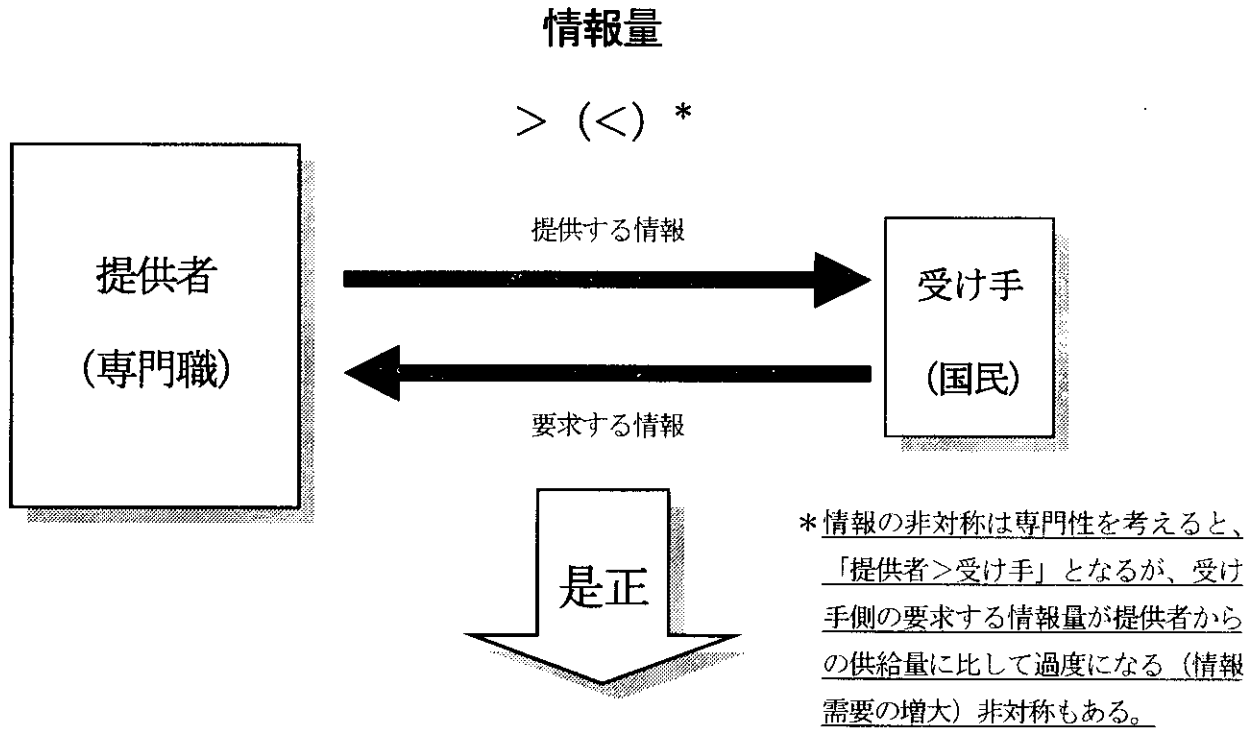 情報量
＞（＜）＊
提供する情報
提供者
（専門職）
受け手
（国民）
要求する情報
是正
＊情報の非対称は専門性を考えると、
「提供者＞受け手」となるが、受け
手側の要求する情報量が提供者から
の供給量に比して過度になる（情報
需要の増大）非対称もある。